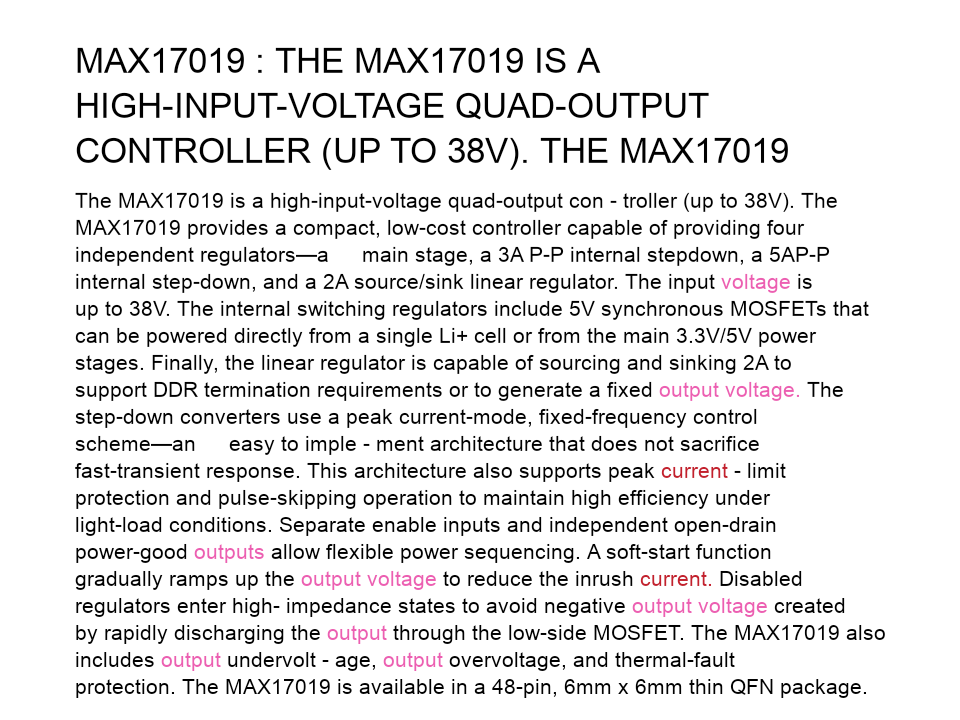 MAX17019 : THE MAX17019 IS A
HIGH-INPUT-VOLTAGE QUAD-OUTPUT
CONTROLLER (UP TO 38V). THE MAX17019
The MAX17019 is a high-input-voltage quad-output con - troller (up to 38V). The
MAX17019 provides a compact, low-cost controller capable of providing four
independent regulators—a main stage, a 3A P-P internal stepdown, a 5AP-P
internal step-down, and a 2A source/sink linear regulator. The input voltage is
up to 38V. The internal switching regulators include 5V synchronous MOSFETs that
can be powered directly from a single Li+ cell or from the main 3.3V/5V power
stages. Finally, the linear regulator is capable of sourcing and sinking 2A to
support DDR termination requirements or to generate a fixed output voltage. The
step-down converters use a peak current-mode, fixed-frequency control
scheme—an easy to imple - ment architecture that does not sacrifice
fast-transient response. This architecture also supports peak current - limit
protection and pulse-skipping operation to maintain high efficiency under
light-load conditions. Separate enable inputs and independent open-drain
power-good outputs allow flexible power sequencing. A soft-start function
gradually ramps up the output voltage to reduce the inrush current. Disabled
regulators enter high- impedance states to avoid negative output voltage created
by rapidly discharging the output through the low-side MOSFET. The MAX17019 also
includes output undervolt - age, output overvoltage, and thermal-fault
protection. The MAX17019 is available in a 48-pin, 6mm x 6mm thin QFN package.